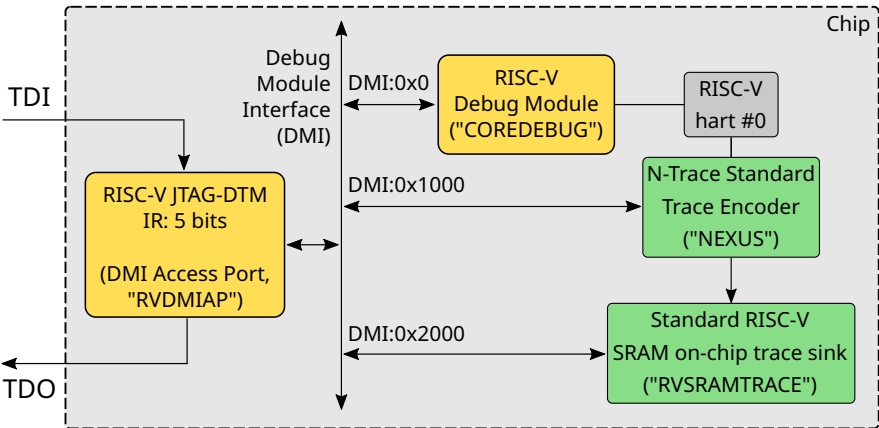 Chip
TDI
TDO
RISC-V JTAG-DTM
IR: 5 bits
(DMI Access Port,
"RVDMIAP")
Debug
Module
Interface
(DMI)
DMI:0x0
RISC-V
Debug Module
("COREDEBUG")
RISC-V
hart #0
DMI:0x1000
N-Trace Standard
Trace Encoder
("NEXUS")
DMI:0x2000
Standard RISC-V
SRAM on-chip trace sink
("RVSRAMTRACE")